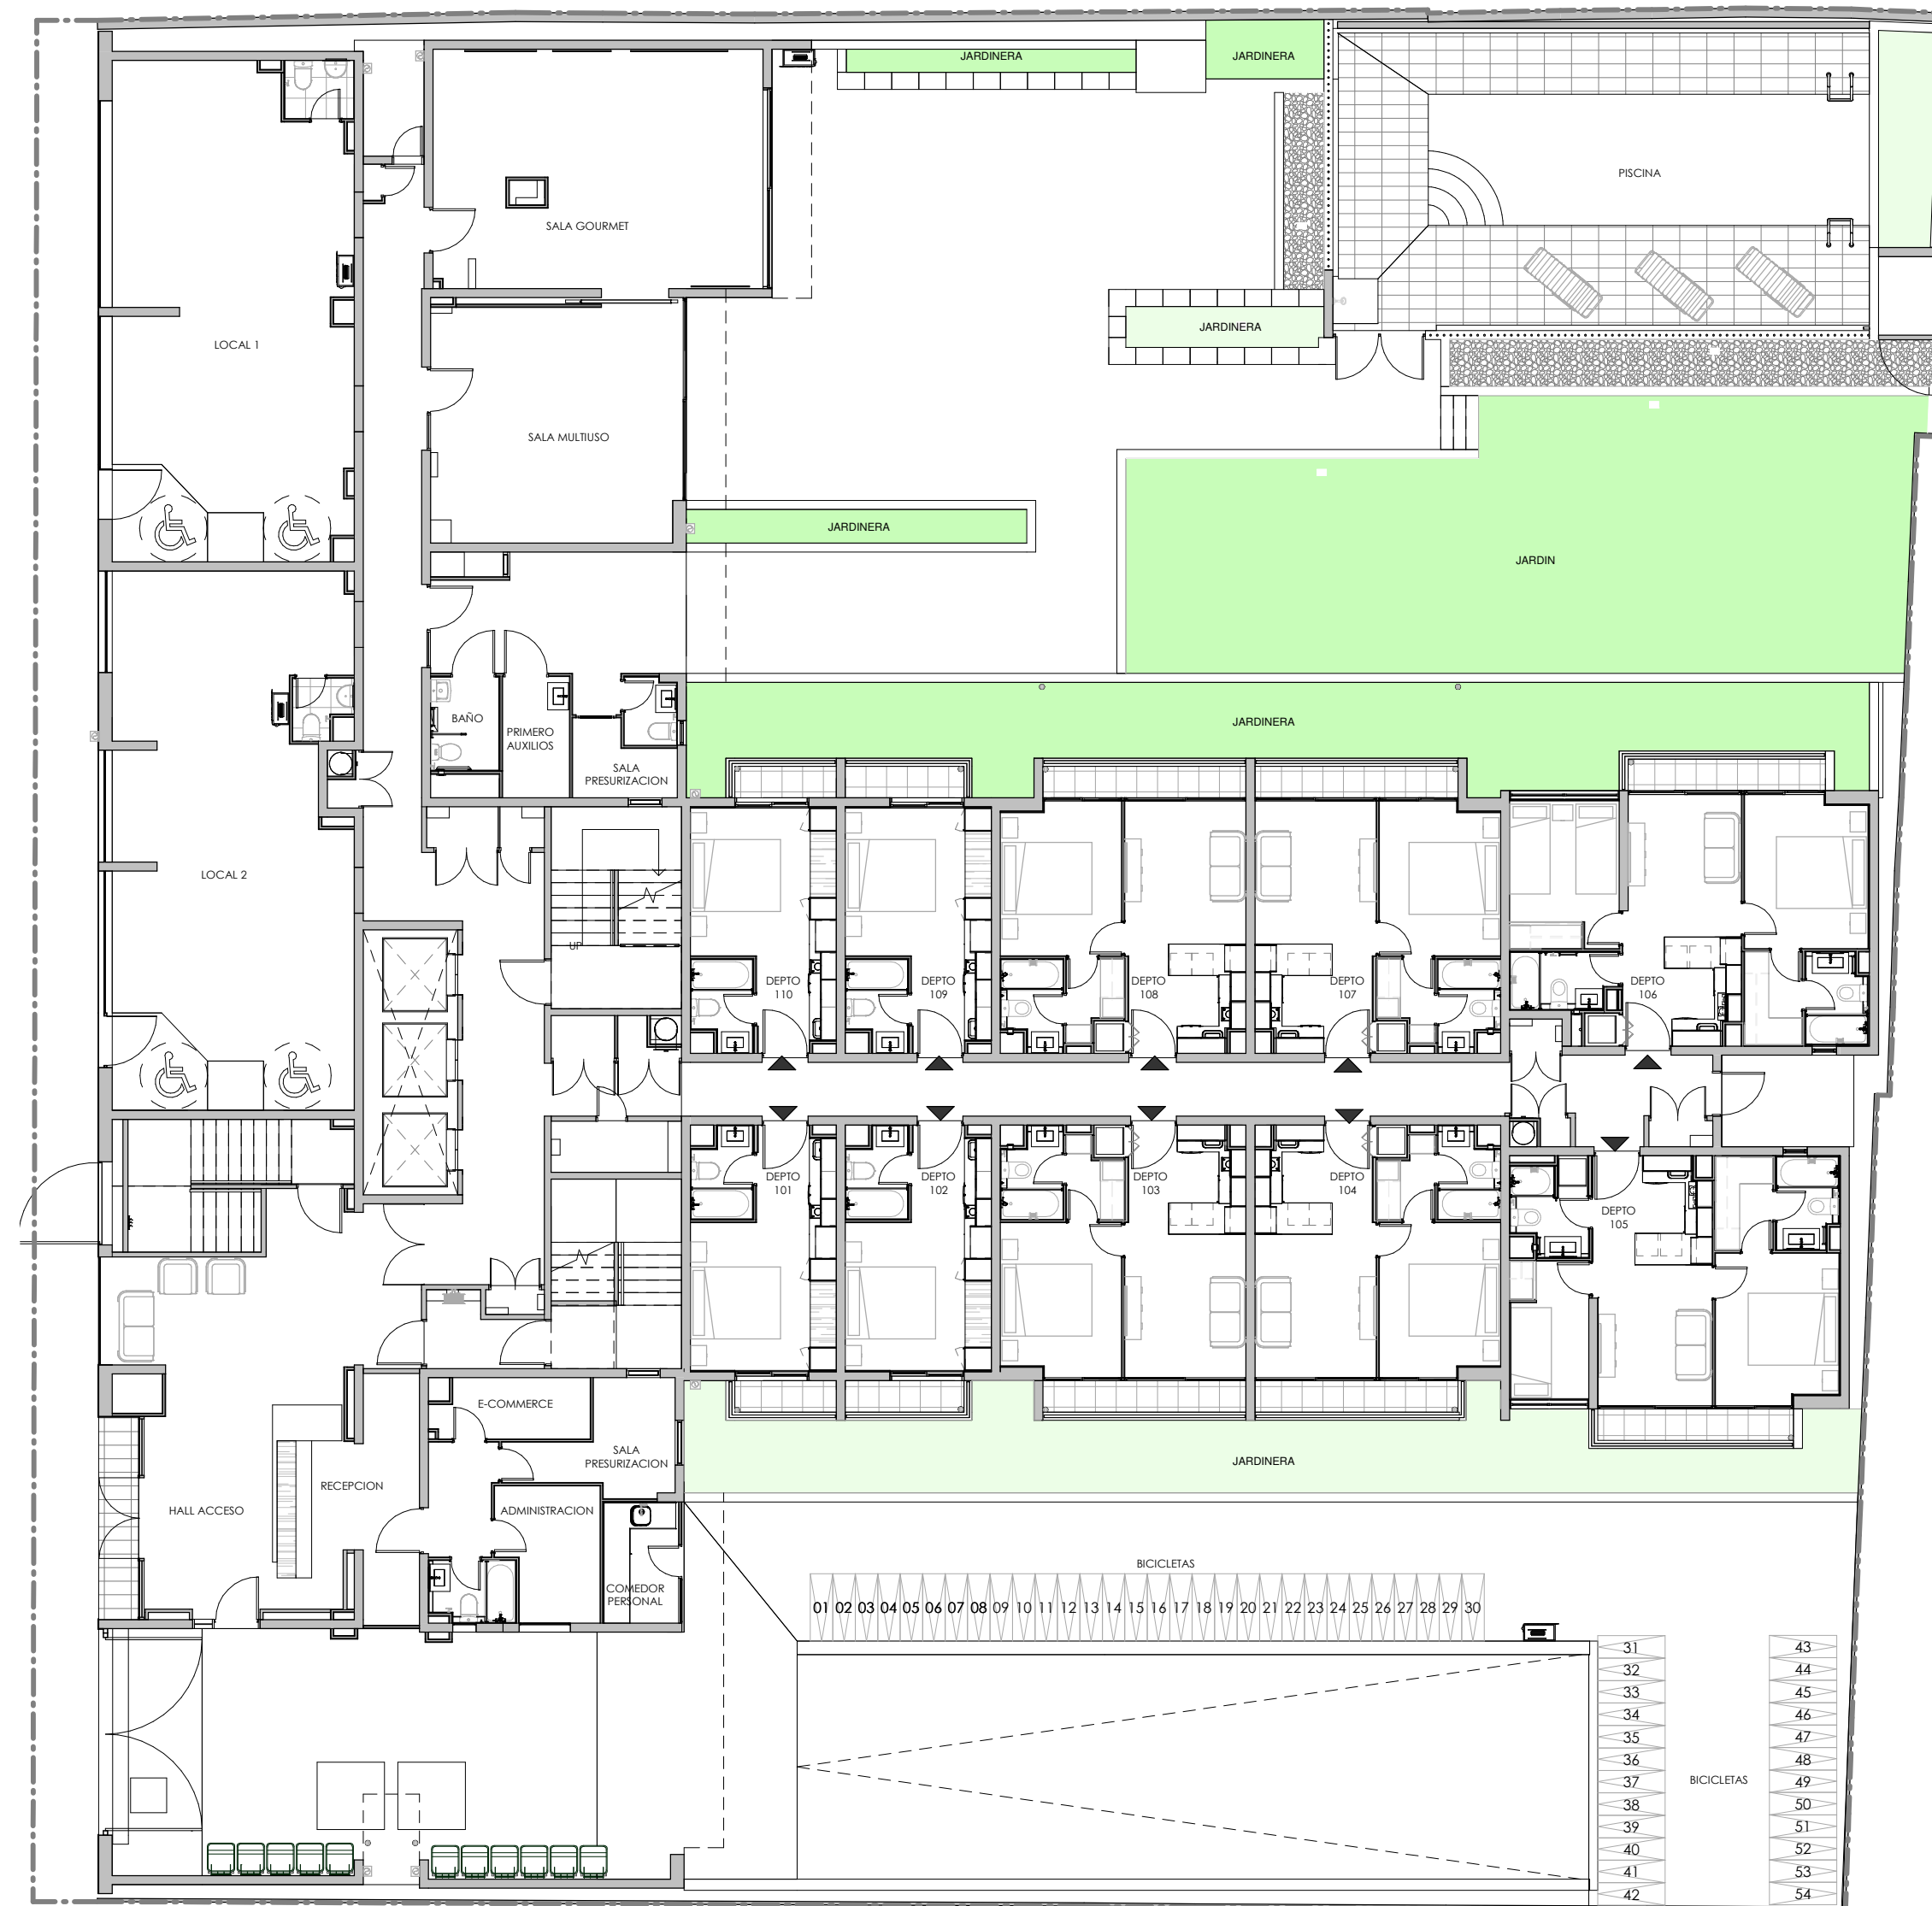 JARDINERA
JARDINERA
PISCINA
SALA GOURMET
JARDINERA
LOCAL 1
SALA MULTIUSO
JARDINERA
JARDIN
BAÑO
PRIMERO
AUXILIOS
SALA
PRESURIZACION
JARDINERA
LOCAL 2
UP
DEPTO
110
DEPTO
109
DEPTO
108
DEPTO
107
DEPTO
106
DEPTO
101
DEPTO
102
DEPTO
103
DEPTO
104
DEPTO
105
E-COMMERCE
SALA
PRESURIZACION
JARDINERA
RECEPCION
HALL ACCESO
ADMINISTRACION
COMEDOR
PERSONAL
BICICLETAS
01 02 03 04 05 06 07 08 09 10 11 12 13 14 15 16 17 18 19 20 21 22 23 24 25 26 27 28 29 30
31
32
33
34
35
36
37
38
39
40
41
42
BICICLETAS
43
44
45
46
47
48
49
50
51
52
53
54